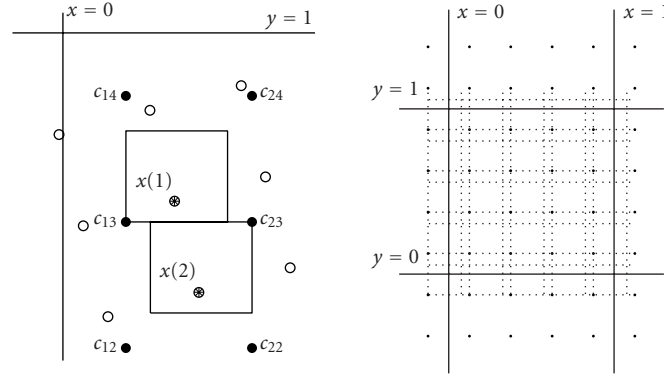 x = 0
y = 1
c14
c24
x(1)
c13
c23
x(2)
c12
c22
x = 0
x = 1
y = 1
y = 0